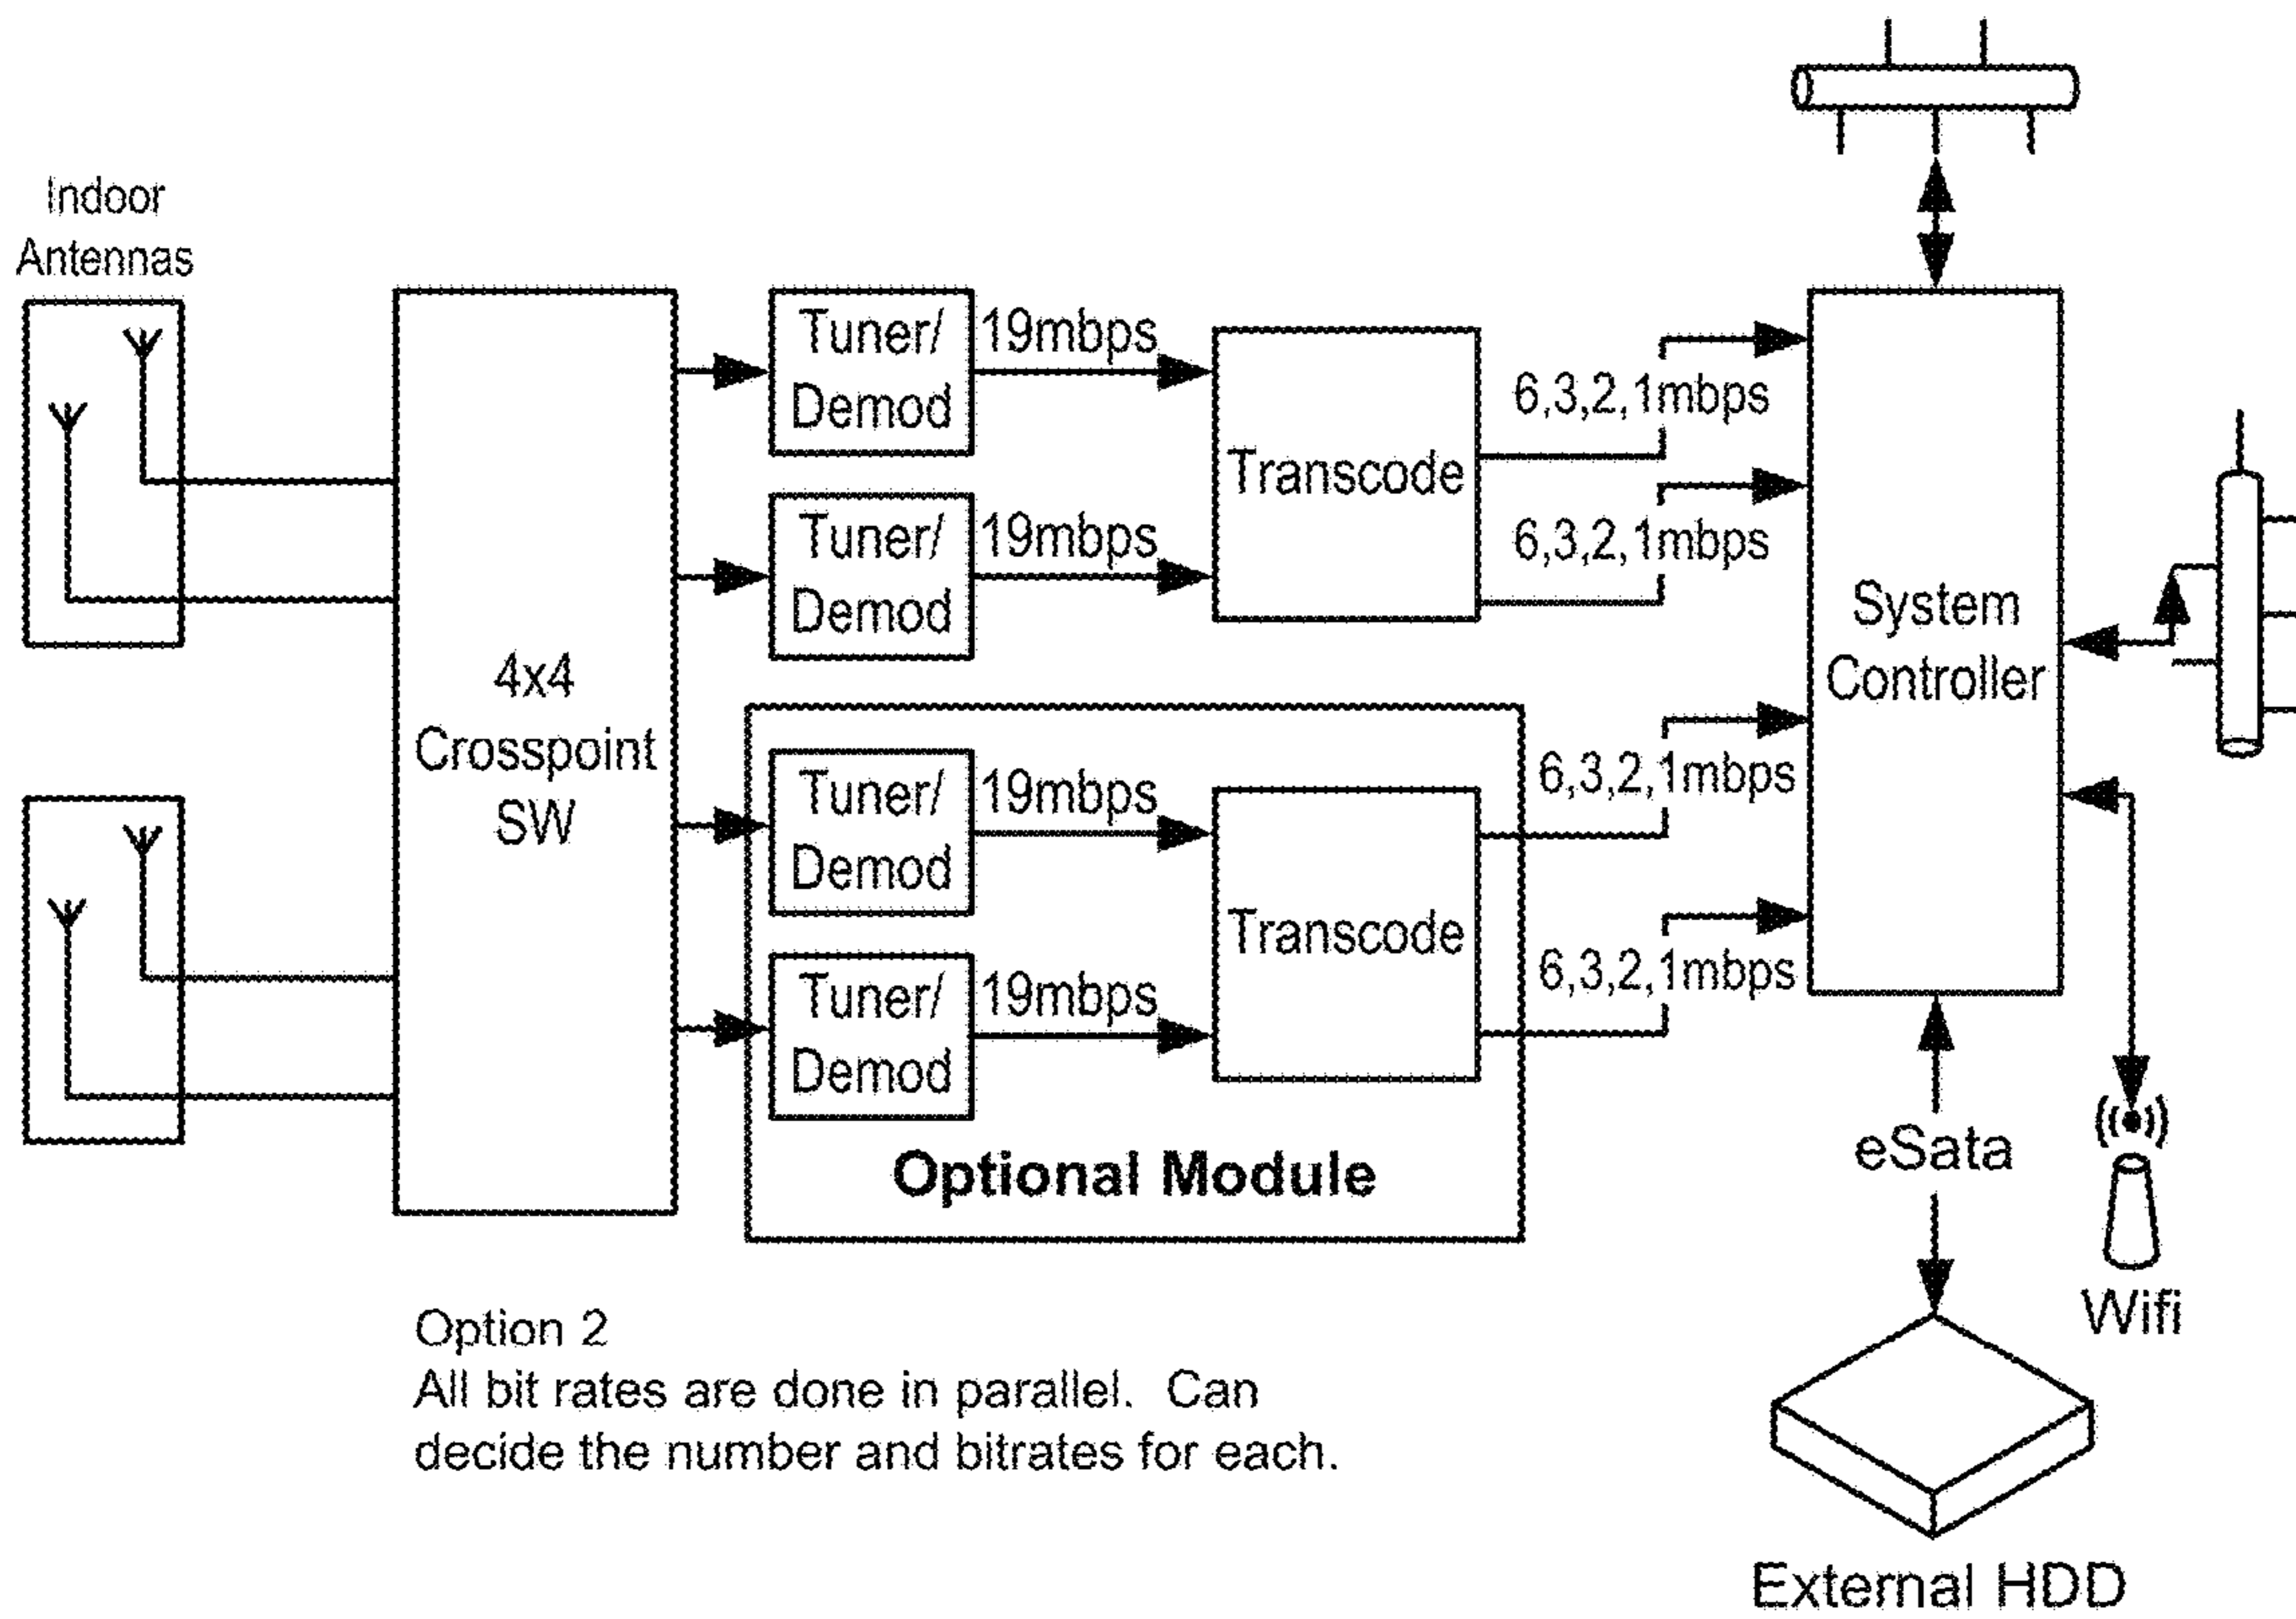 Indoor
Antennas
4x4
Crosspoint
SW
Tuner/
Demod
19mbps
Tuner/
Demod
19mbps
Transcode
6,3,2,1mbps
6,3,2,1mbps
Tuner/
Demod
19mbps
Tuner/
Demod
19mbps
Transcode
6,3,2,1mbps
6,3,2,1mbps
Optional Module
System
Controller
eSata
Wifi
External HDD
Option 2
All bit rates are done in parallel. Can
decide the number and bitrates for each.